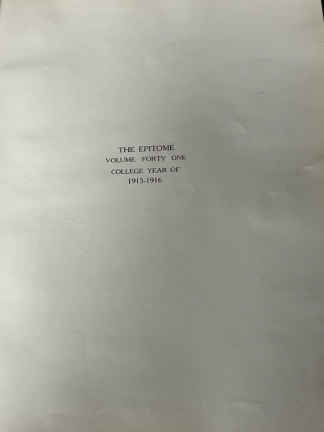 THE EPITOME
VOLUME FORTY ONE
COLLEGE YEAR OF
1915-1916